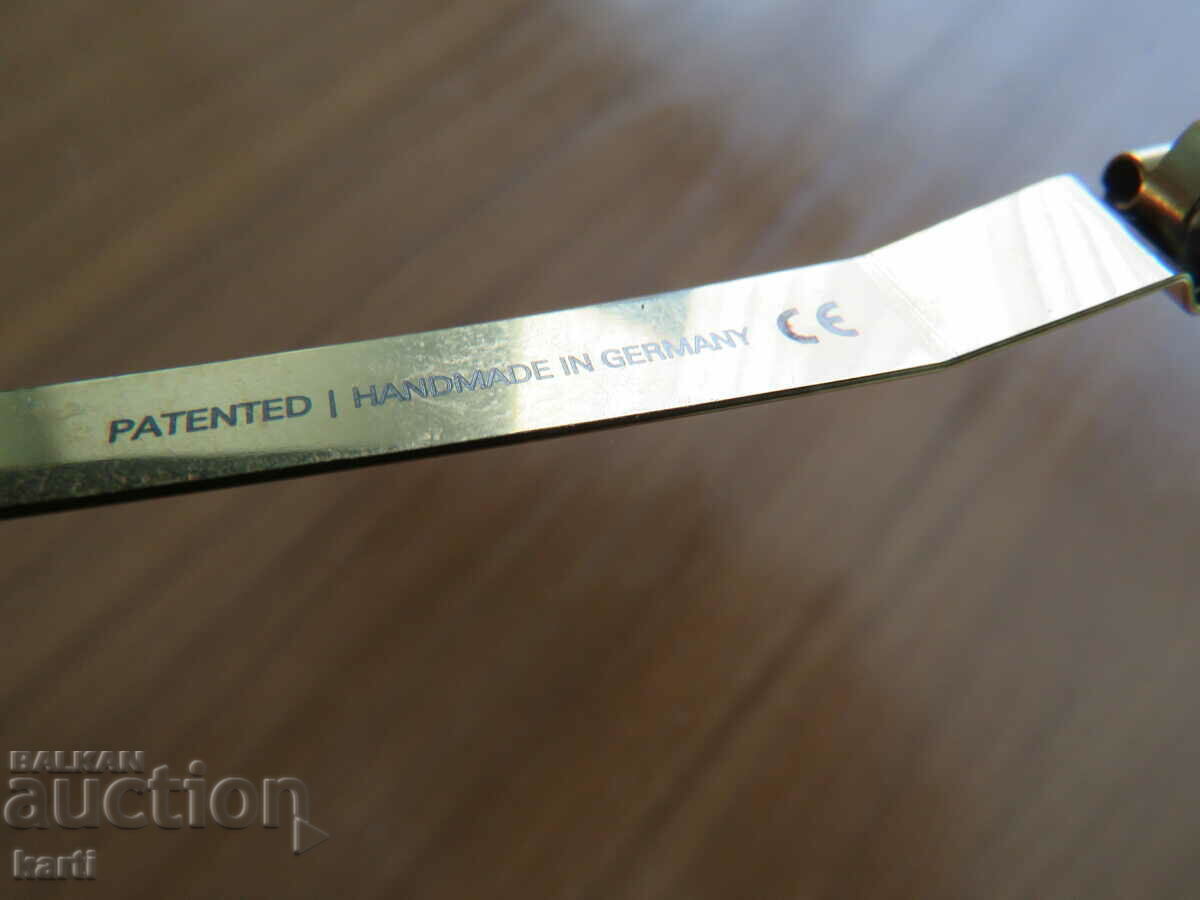 PATENTED | HANDMADE IN GERMANY CE
BALKAN
auction
karti